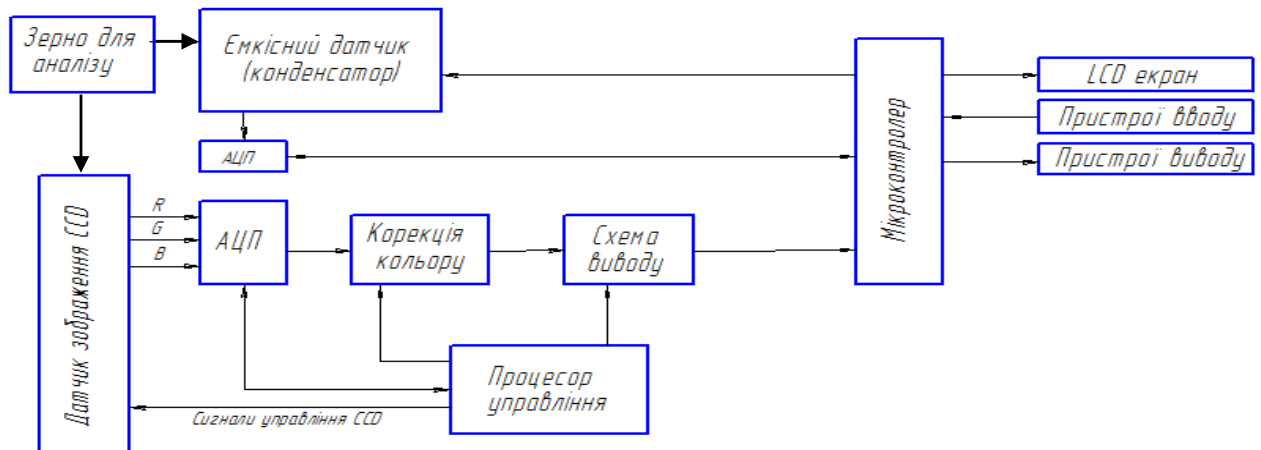 Зерно для
аналізу
Ємкісний датчик
(конденсатор)
АЦП
Датчик зображення CCD
R
G
B
АЦП
Корекція
кольору
Схема
виводу
Процесор
управління
Сигнали управління CCD
Мікроконтролер
LCD екран
Пристрої вводу
Пристрої виводу